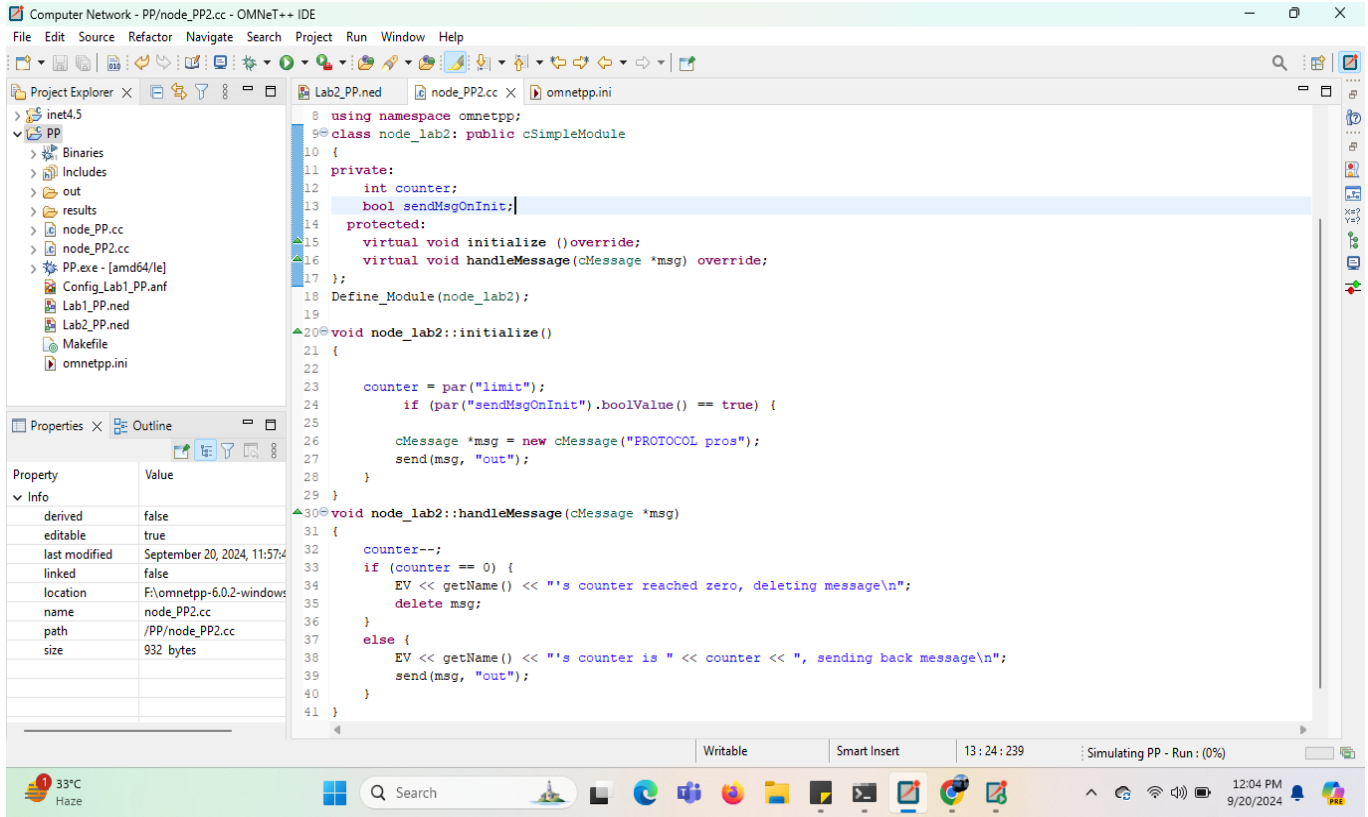 Computer Network - PP/node_PP2.cc - OMNeT++ IDE
File Edit Source Refactor Navigate Search Project Run Window Help
Project Explorer
inet4.5
PP
Binaries
Includes
out
results
node_PP.cc
node_PP2.cc
PP.exe - [amd64/le]
Config_Lab1_PP.anf
Lab1_PP.ned
Lab2_PP.ned
Makefile
omnetpp.ini
Properties Outline
Property Value
Info
derived false
editable true
last modified September 20, 2024, 11:57:4
linked false
location F:\omnetpp-6.0.2-windows
name node_PP2.cc
path /PP/node_PP2.cc
size 932 bytes
Lab2_PP.ned node_PP2.cc omnetpp.ini
8 using namespace omnetpp;
9 class node_lab2: public cSimpleModule
10 {
11 private:
12     int counter;
13     bool sendMsgOnInit;
14   protected:
15     virtual void initialize ()override;
16     virtual void handleMessage(cMessage *msg) override;
17 };
18 Define_Module(node_lab2);
19
20 void node_lab2::initialize()
21 {
22
23     counter = par("limit");
24          if (par("sendMsgOnInit").boolValue() == true) {
25
26         cMessage *msg = new cMessage("PROTOCOL pros");
27         send(msg, "out");
28     }
29 }
30 void node_lab2::handleMessage(cMessage *msg)
31 {
32     counter--;
33     if (counter == 0) {
34         EV << getName() << "'s counter reached zero, deleting message\n";
35         delete msg;
36     }
37     else {
38         EV << getName() << "'s counter is " << counter << ", sending back message\n";
39         send(msg, "out");
40     }
41 }
Writable Smart Insert 13 : 24 : 239 Simulating PP - Run : (0%)
1
33°C
Haze
Search
PRE
12:04 PM
9/20/2024